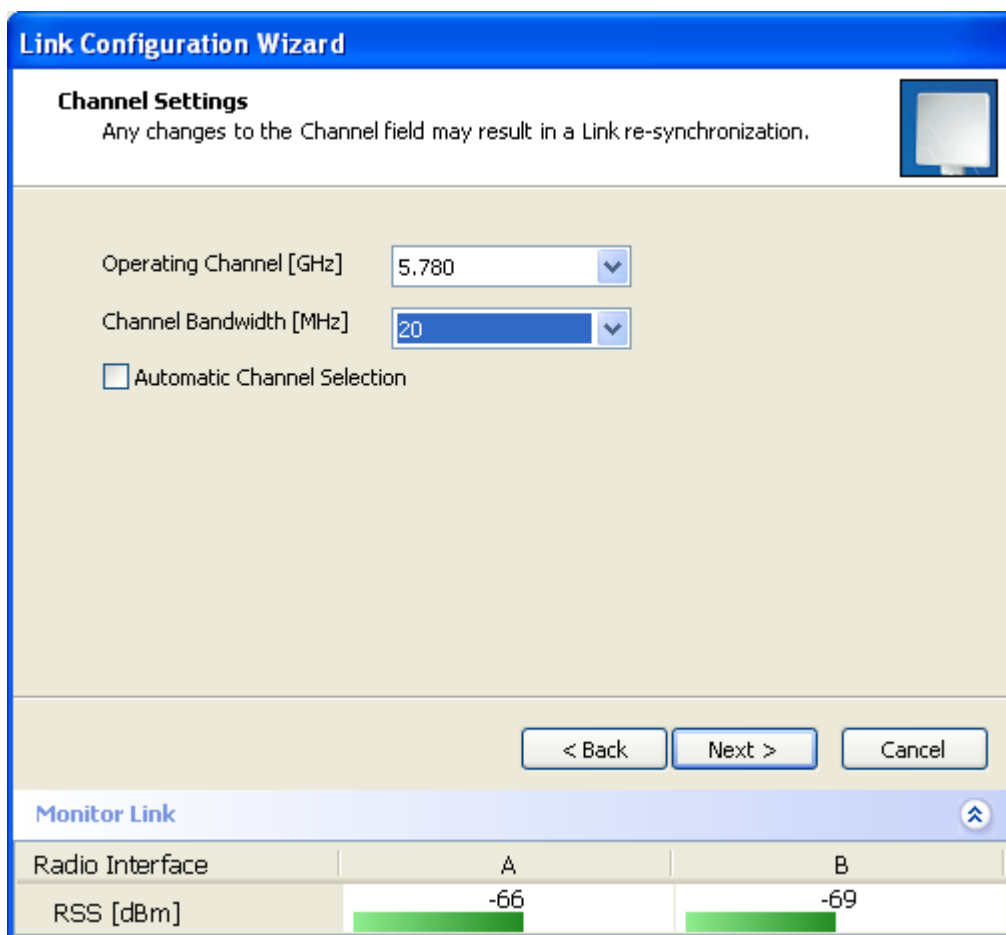 Link Configuration Wizard
Channel Settings
Any changes to the Channel field may result in a Link re-synchronization.
Operating Channel [GHz] 5.780
Channel Bandwidth [MHz] 20
Automatic Channel Selection
< Back Next > Cancel
Monitor Link
Radio Interface A B
RSS [dBm] -66 -69